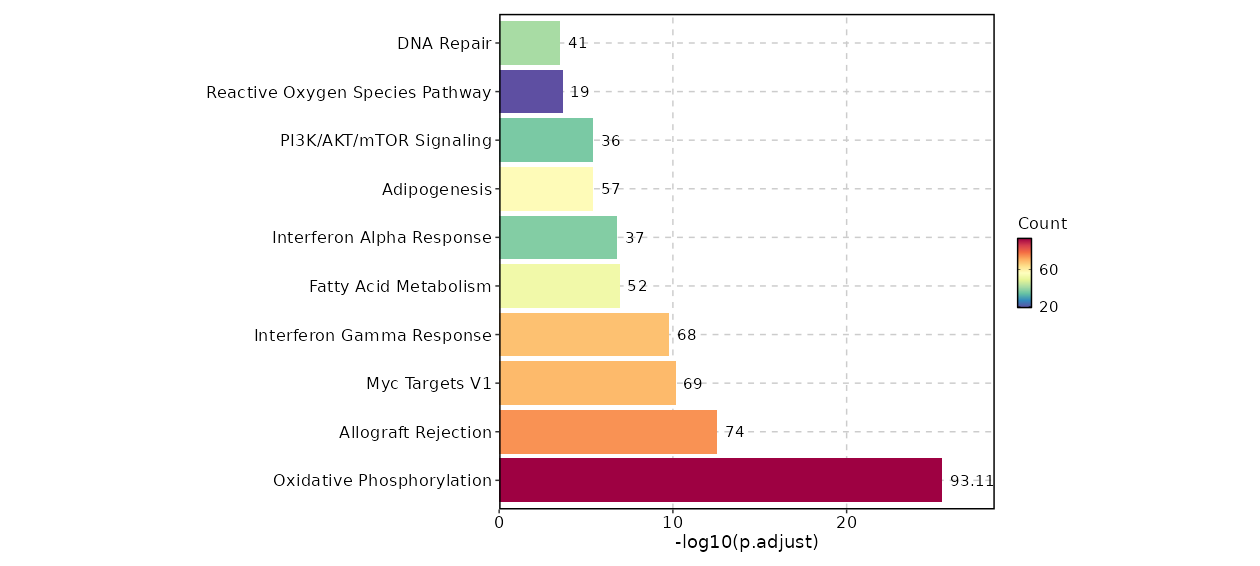 DNA Repair 41
Reactive Oxygen Species Pathway 19
PI3K/AKT/mTOR Signaling 36
Adipogenesis 57
Interferon Alpha Response 37
Fatty Acid Metabolism 52
Interferon Gamma Response 68
Myc Targets V1 69
Allograft Rejection 74
Oxidative Phosphorylation 93.11
0 10 20
-log10(p.adjust)
Count
60
20